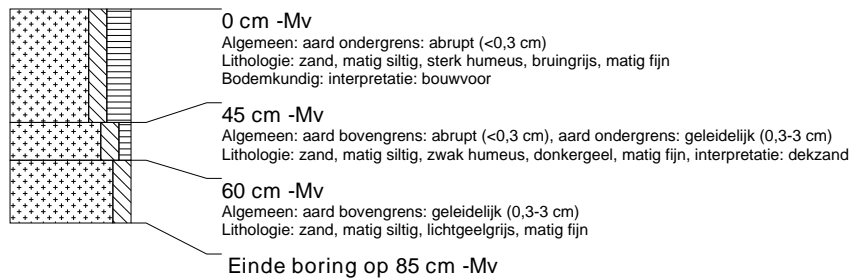 0 cm -Mv
Algemeen: aard ondergrens: abrupt (<0,3 cm)
Lithologie: zand, matig siltig, sterk humeus, bruingrijs, matig fijn
Bodemkundig: interpretatie: bouwvoor
45 cm -Mv
Algemeen: aard bovengrens: abrupt (<0,3 cm), aard ondergrens: geleidelijk (0,3-3 cm)
Lithologie: zand, matig siltig, zwak humeus, donkergeel, matig fijn, interpretatie: dekzand
60 cm -Mv
Algemeen: aard bovengrens: geleidelijk (0,3-3 cm)
Lithologie: zand, matig siltig, lichtgeelgrijs, matig fijn
Einde boring op 85 cm -Mv